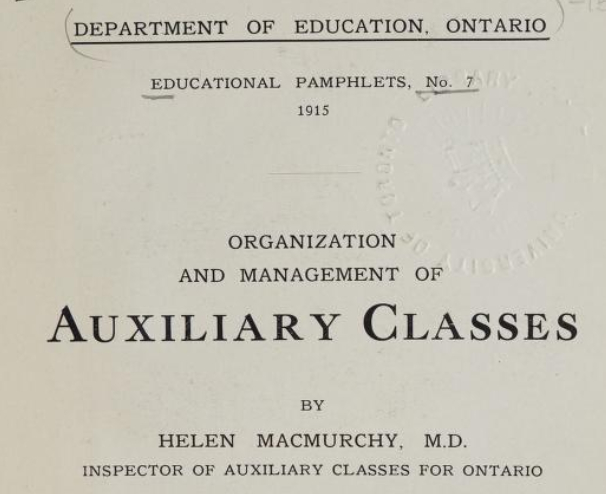 DEPARTMENT OF EDUCATION, ONTARIO
EDUCATIONAL PAMPHLETS, No. 7
1915
ORGANIZATION
AND MANAGEMENT OF
AUXILIARY CLASSES
BY
HELEN MACMURCHY, M.D.
INSPECTOR OF AUXILIARY CLASSES FOR ONTARIO